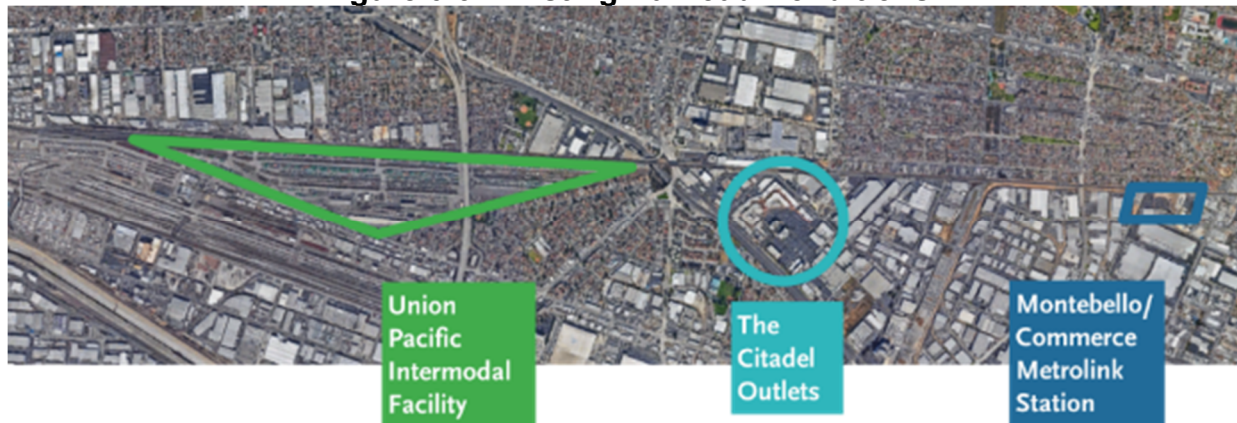 Union
Pacific
Intermodal
Facility
The
Citadel
Outlets
Montebello/
Commerce
Metrolink
Station